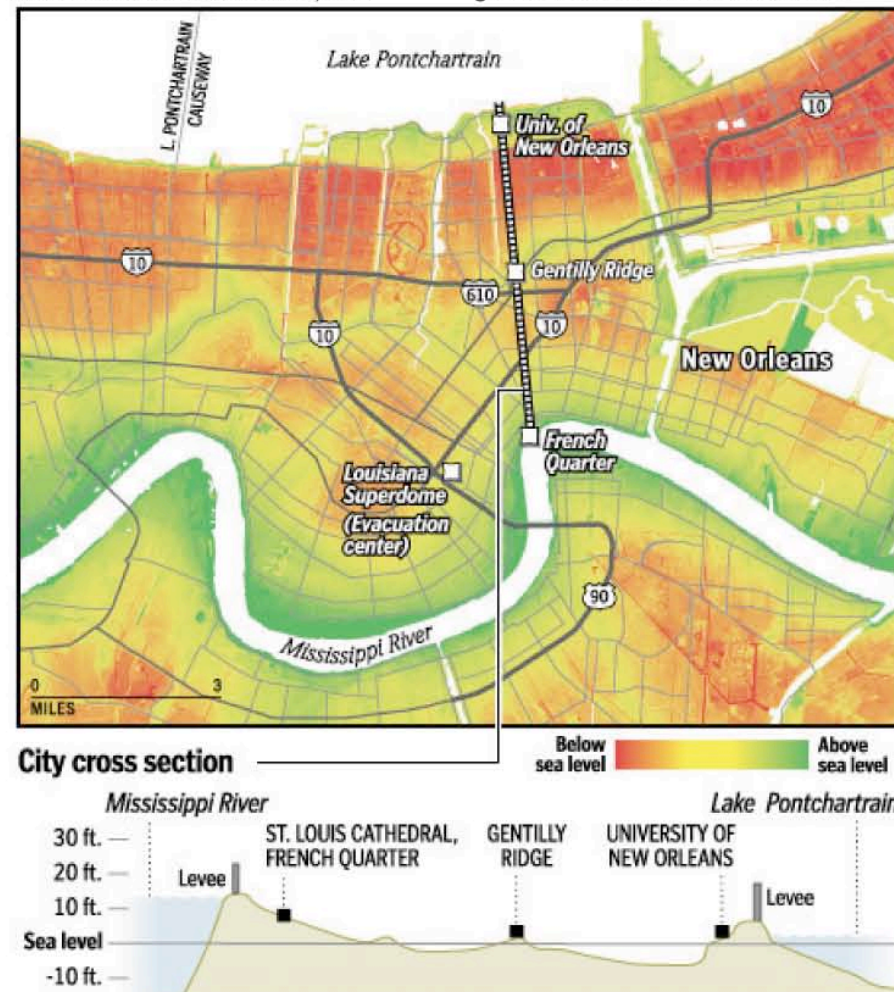 Lake Pontchartrain
L. PONTCHARTRAIN
CAUSEWAY
10
Univ. of
New Orleans
10
Gentilly Ridge
610
10
10
New Orleans
French
Quarter
Louisiana
Superdome
(Evacuation
center)
90
Mississippi River
0
3
MILES
City cross section
Below
sea level
Above
sea level
Mississippi River
Lake Pontchartrain
30 ft.
20 ft.
10 ft.
Sea level
-10 ft.
Levee
ST. LOUIS CATHEDRAL,
FRENCH QUARTER
GENTILLY
RIDGE
UNIVERSITY OF
NEW ORLEANS
Levee